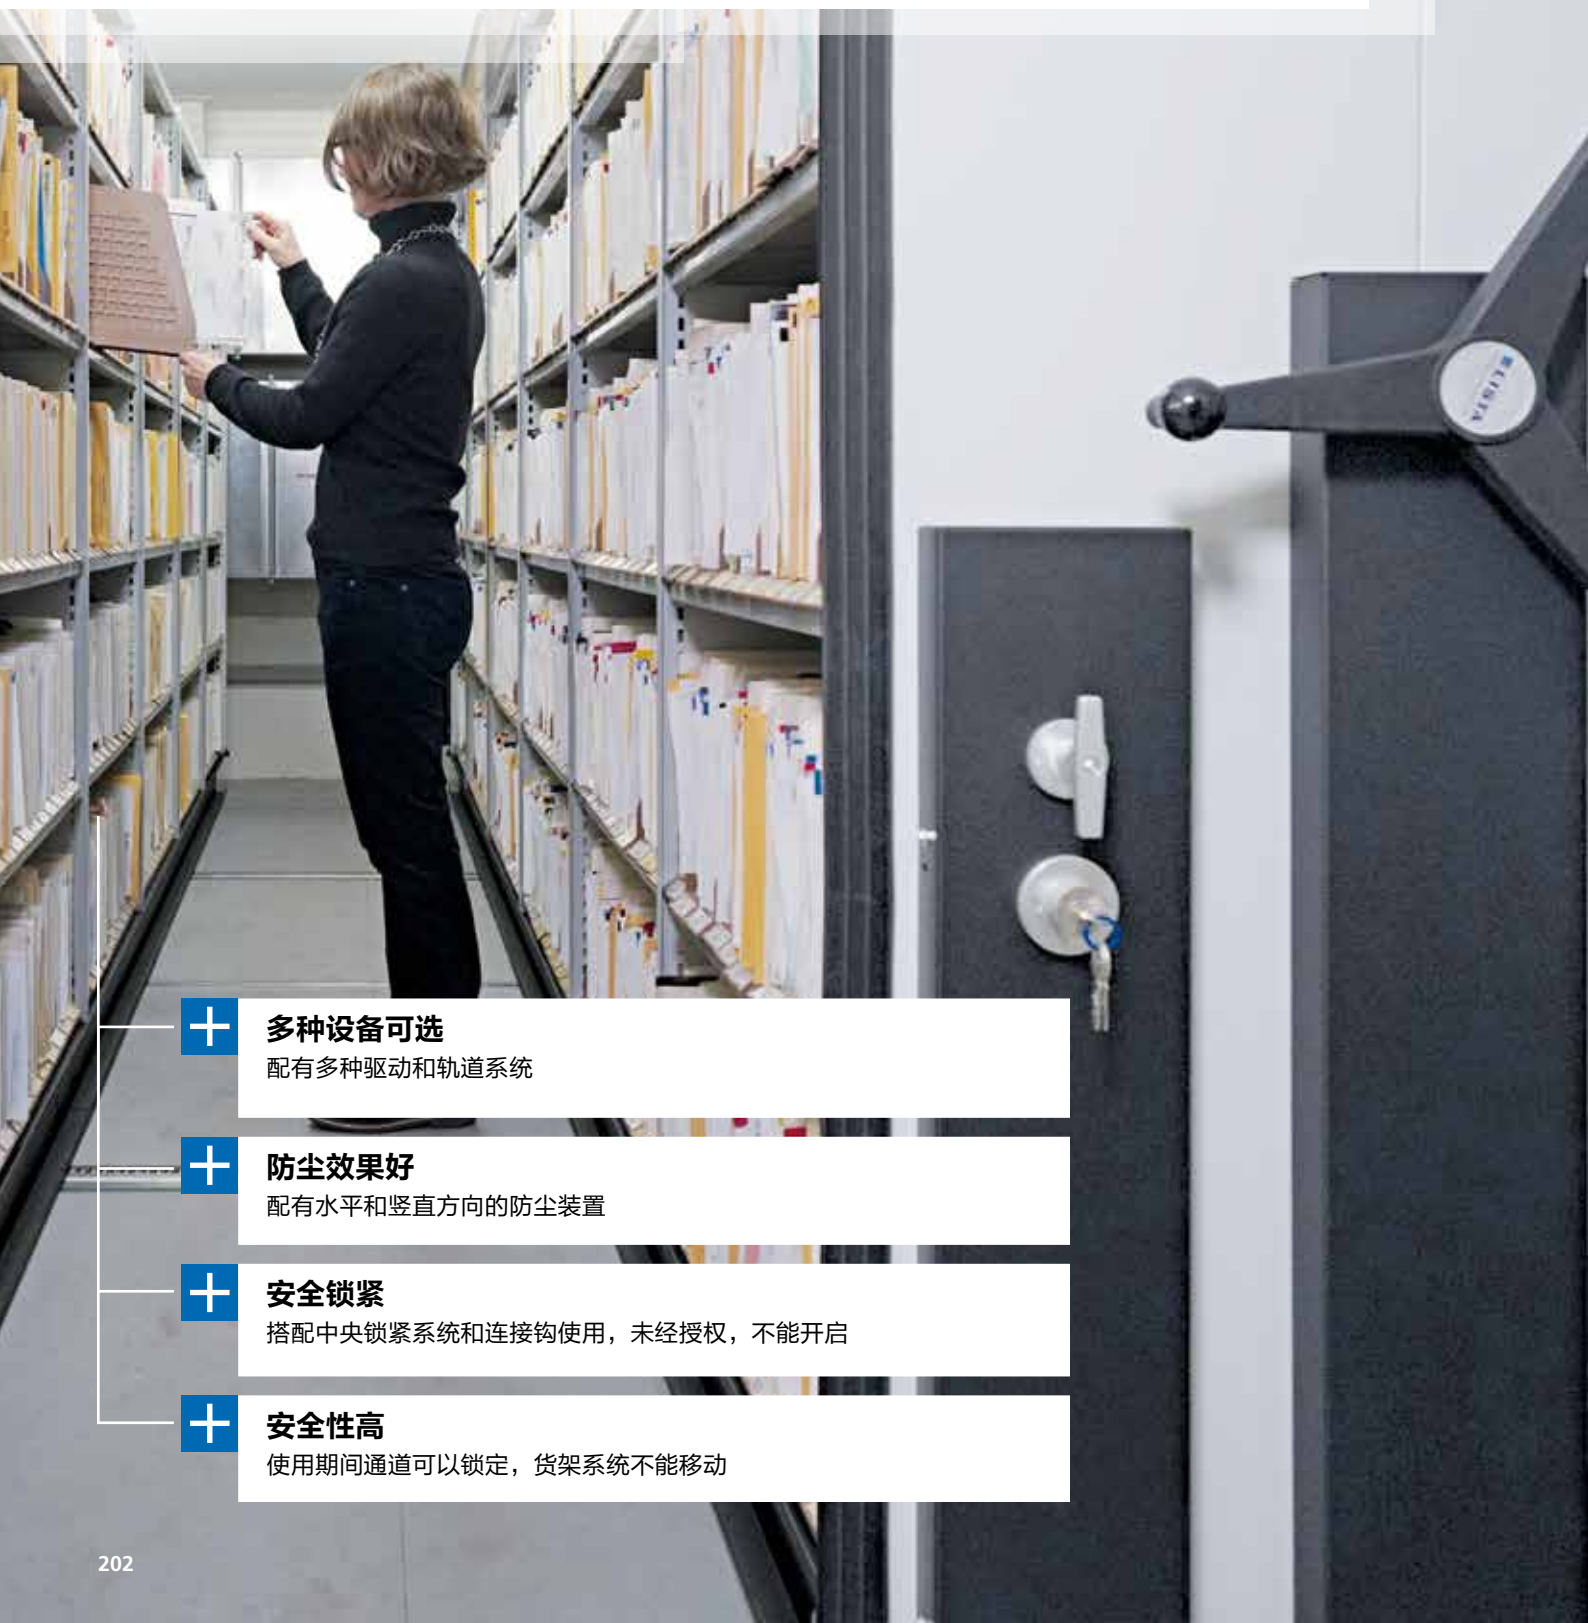 LISTA
多种设备可选
配有多种驱动和轨道系统
防尘效果好
配有水平和竖直方向的防尘装置
安全锁紧
搭配中央锁紧系统和连接钩使用，未经授权，不能开启
安全性高
使用期间通道可以锁定，货架系统不能移动
202